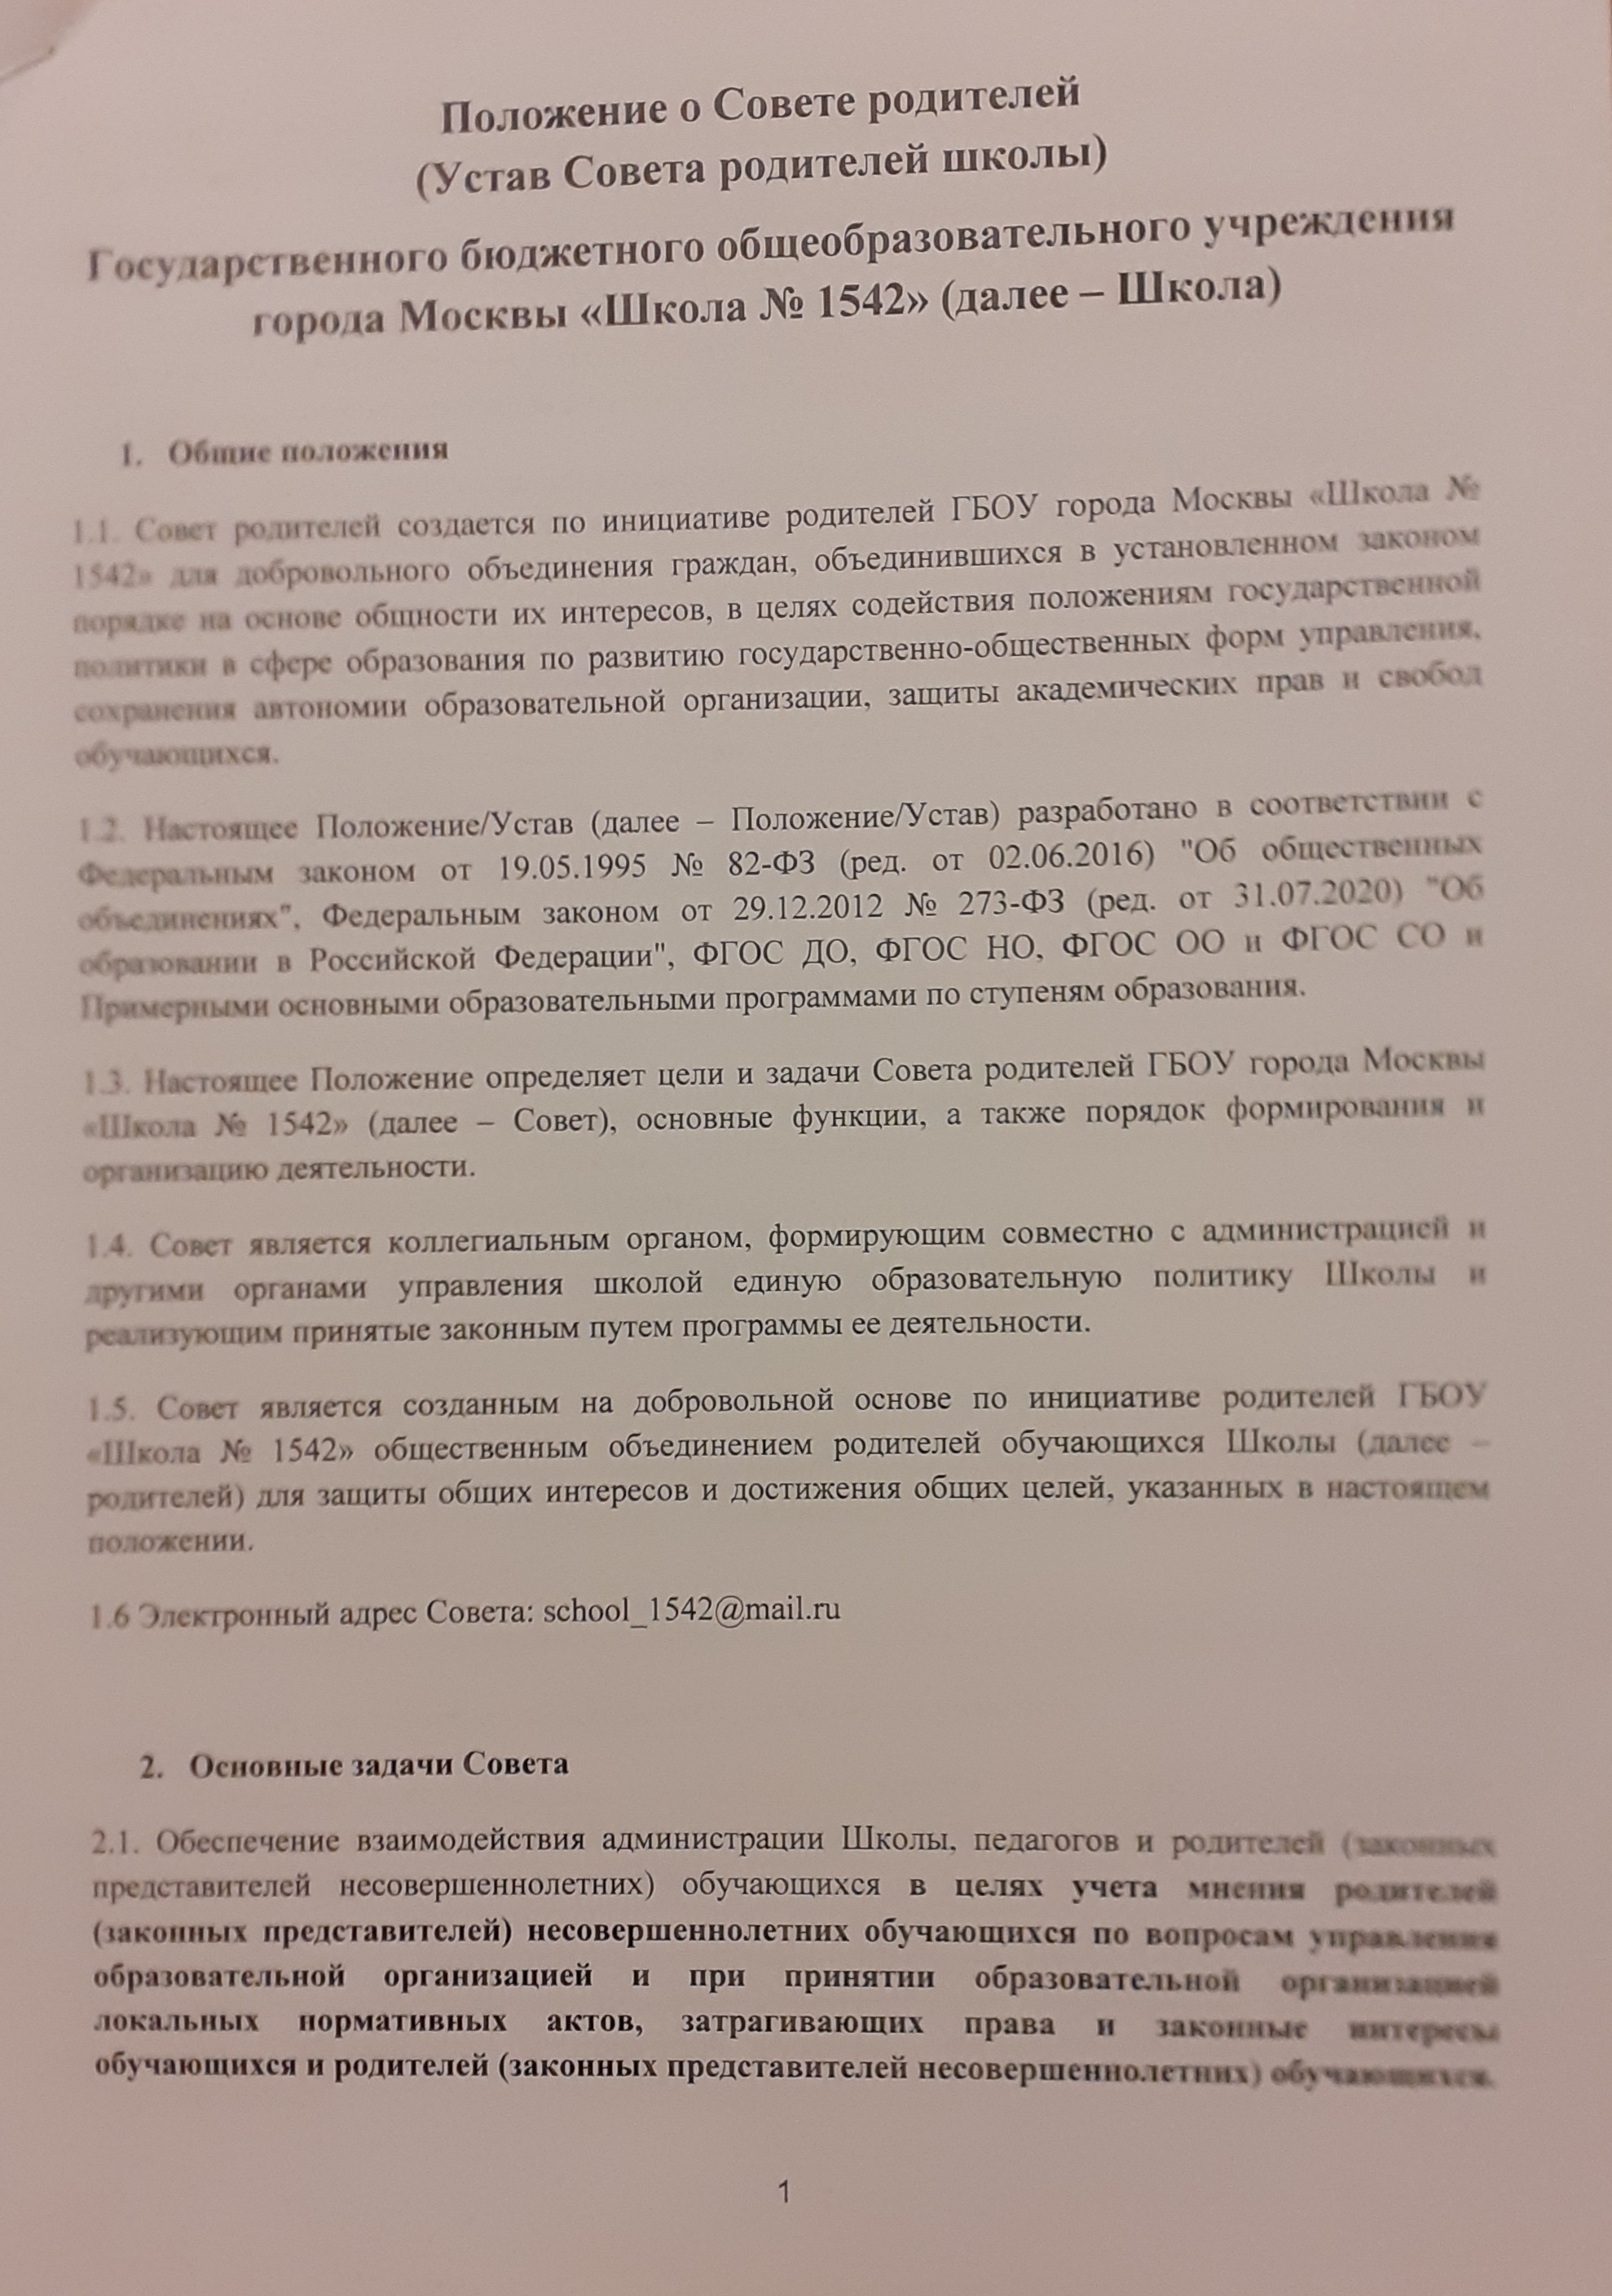 Положение о Совете родителей
(Устав Совета родителей школы)
Государственного бюджетного общеобразовательного учреждения
города Москвы «Школа № 1542» (далее – Школа)
1. Общие положения
1.1. Совет родителей создается по инициативе родителей ГБОУ города Москвы «Школа №
1542» для добровольного объединения граждан, объединившихся в установленном законом
порядке на основе общности их интересов, в целях содействия положениям государственной
политики в сфере образования по развитию государственно-общественных форм управления,
сохранения автономии образовательной организации, защиты академических прав и свобод
обучающихся.
1.2. Настоящее Положение/Устав (далее – Положение/Устав) разработано в соответствии с
Федеральным законом от 19.05.1995 № 82-ФЗ (ред. от 02.06.2016) "Об общественных
объединениях", Федеральным законом от 29.12.2012 № 273-ФЗ (ред. от 31.07.2020) "Об
образовании в Российской Федерации", ФГОС ДО, ФГОС НО, ФГОС ОО и ФГОС СО и
Примерными основными образовательными программами по ступеням образования.
1.3. Настоящее Положение определяет цели и задачи Совета родителей ГБОУ города Москвы
«Школа № 1542» (далее – Совет), основные функции, а также порядок формирования и
организацию деятельности.
1.4. Совет является коллегиальным органом, формирующим совместно с администрацией и
другими органами управления школой единую образовательную политику Школы и
реализующим принятые законным путем программы ее деятельности.
1.5. Совет является созданным на добровольной основе по инициативе родителей ГБОУ
«Школа № 1542» общественным объединением родителей обучающихся Школы (далее –
родителей) для защиты общих интересов и достижения общих целей, указанных в настоящем
положении.
1.6 Электронный адрес Совета: school_1542@mail.ru
2. Основные задачи Совета
2.1. Обеспечение взаимодействия администрации Школы, педагогов и родителей (законных
представителей несовершеннолетних) обучающихся в целях учета мнения родителей
(законных представителей) несовершеннолетних обучающихся по вопросам управления
образовательной организацией и при принятии образовательной организацией
локальных нормативных актов, затрагивающих права и законные интересы
обучающихся и родителей (законных представителей несовершеннолетних) обучающихся.
1